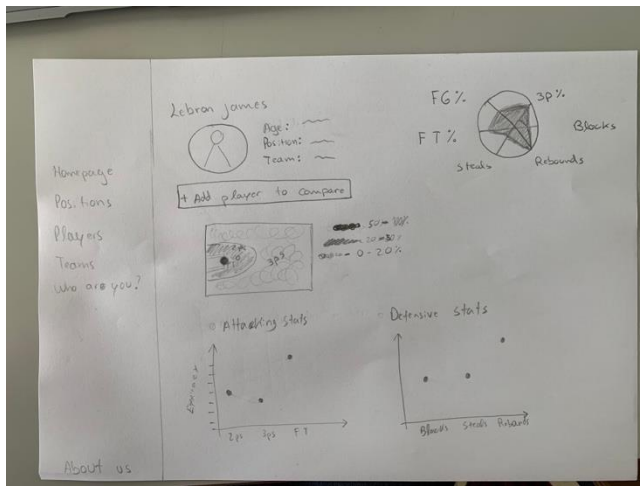 Homepage
Positions
Players
Teams
Who are you?
About us
Lebron James
Age:
Position:
Team:
+ Add player to compare
3ps
50 -
20 - 50%
0 - 20%
FG %
3p %
FT %
Blocks
Steals
Rebounds
Attacking stats
2ps 3ps FT
Defensive stats
Blocks Steals Rebounds